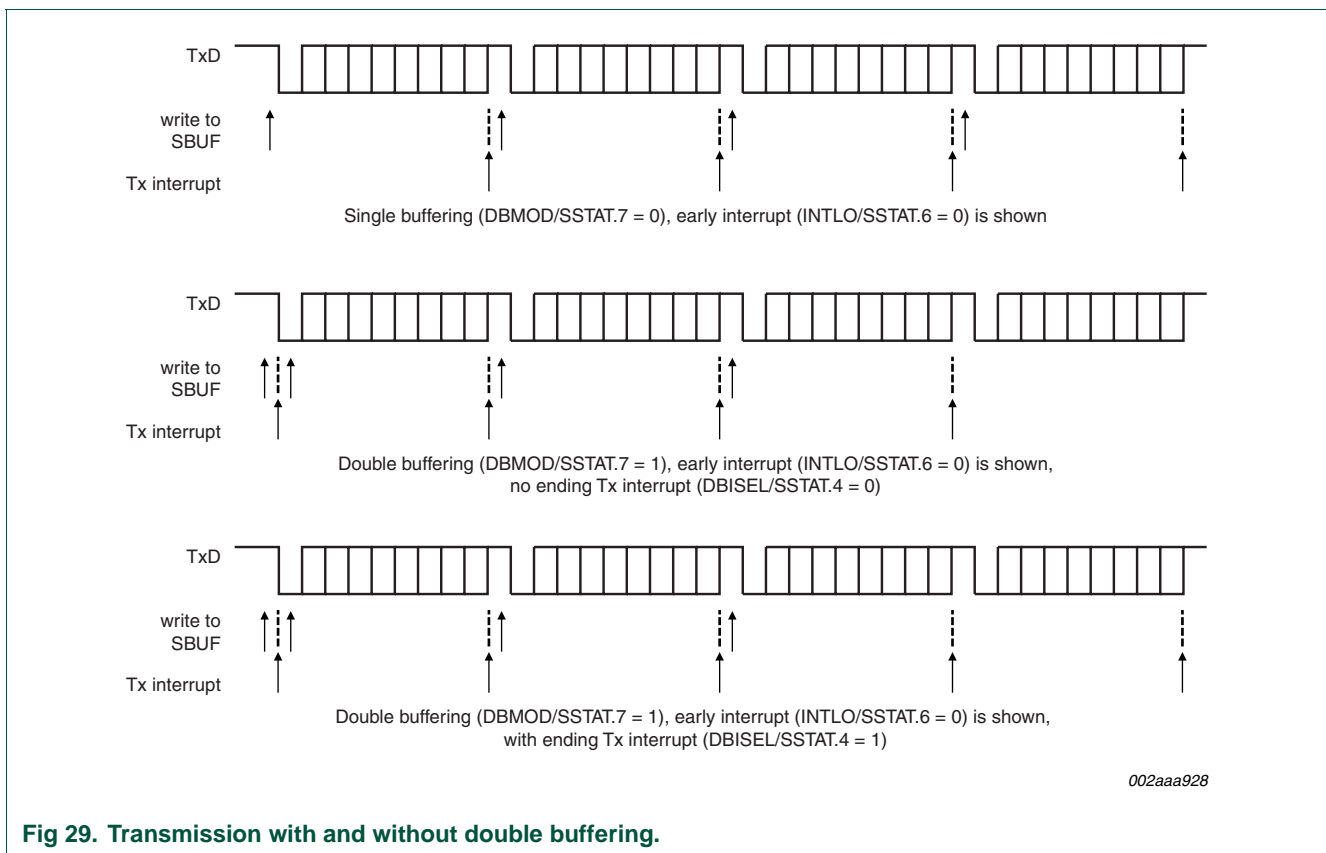 TxD
write to
SBUF
Tx interrupt
Single buffering (DBMOD/SSTAT.7 = 0), early interrupt (INTLO/SSTAT.6 = 0) is shown
TxD
write to
SBUF
Tx interrupt
Double buffering (DBMOD/SSTAT.7 = 1), early interrupt (INTLO/SSTAT.6 = 0) is shown,
no ending Tx interrupt (DBISEL/SSTAT.4 = 0)
TxD
write to
SBUF
Tx interrupt
Double buffering (DBMOD/SSTAT.7 = 1), early interrupt (INTLO/SSTAT.6 = 0) is shown,
with ending Tx interrupt (DBISEL/SSTAT.4 = 1)
002aaa928
Fig 29. Transmission with and without double buffering.